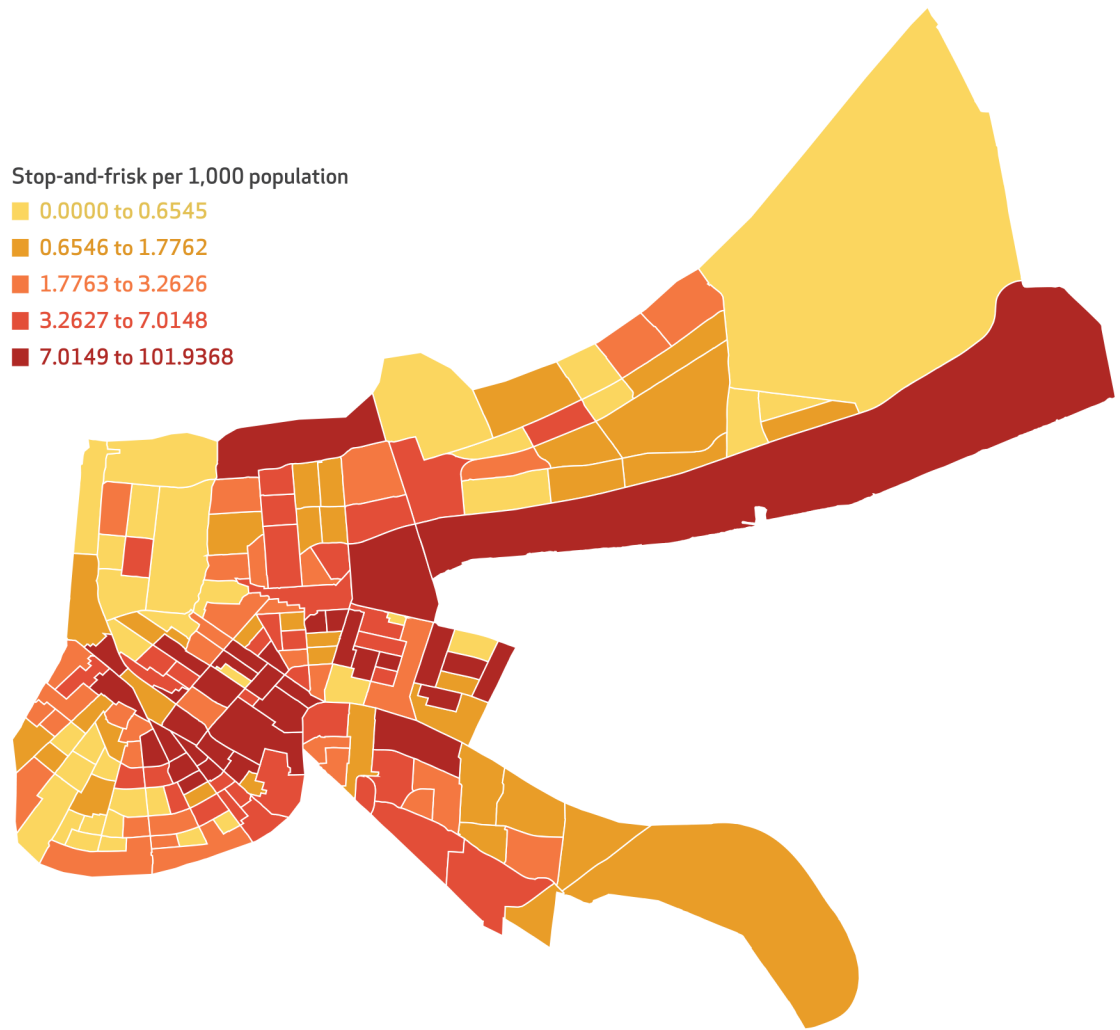 Stop-and-frisk per 1,000 population
0.0000 to 0.6545
0.6546 to 1.7762
1.7763 to 3.2626
3.2627 to 7.0148
7.0149 to 101.9368